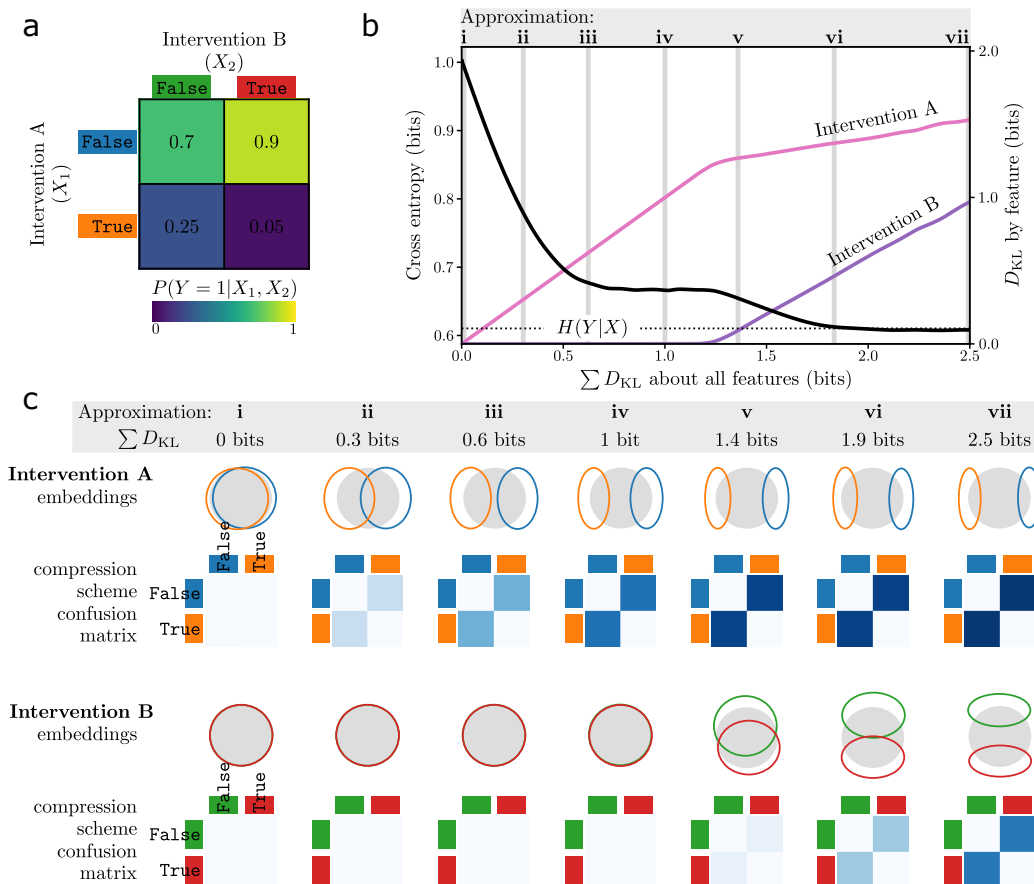 a
Intervention B
(X₂)
False True
Intervention A
(X₁)
False 0.7 0.9
True 0.25 0.05
P(Y = 1|X₁, X₂)
0 1
b
Approximation:
i ii iii iv v vi vii
Cross entropy (bits)
1.0
0.9
0.8
0.7
0.6
Intervention A
Intervention B
H(Y|X)
2.0
1.0
0.0
D_KL by feature (bits)
0.0 0.5 1.0 1.5 2.0 2.5
∑ D_KL about all features (bits)
c
Approximation: i ii iii iv v vi vii
∑ D_KL 0 bits 0.3 bits 0.6 bits 1 bit 1.4 bits 1.9 bits 2.5 bits
Intervention A
embeddings
False True
compression
scheme False
confusion
matrix True
Intervention B
embeddings
False True
compression
scheme False
confusion
matrix True